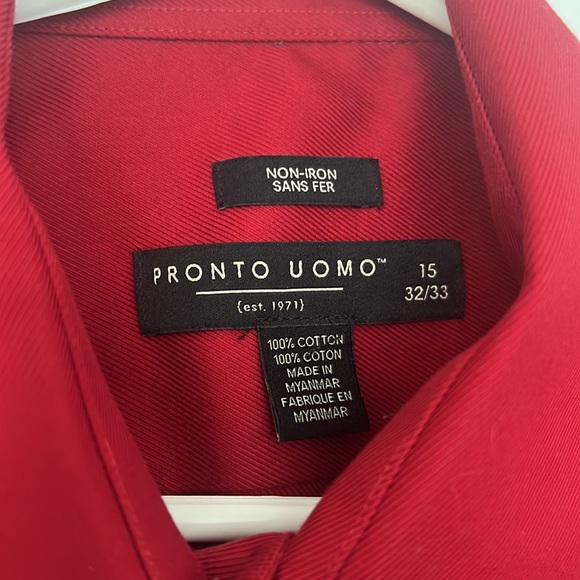 NON-IRON
SANS FER
PRONTO UOMO™
{est. 1971}
15
32/33
100% COTTON
100% COTON
MADE IN
MYANMAR
FABRIQUE EN
MYANMAR